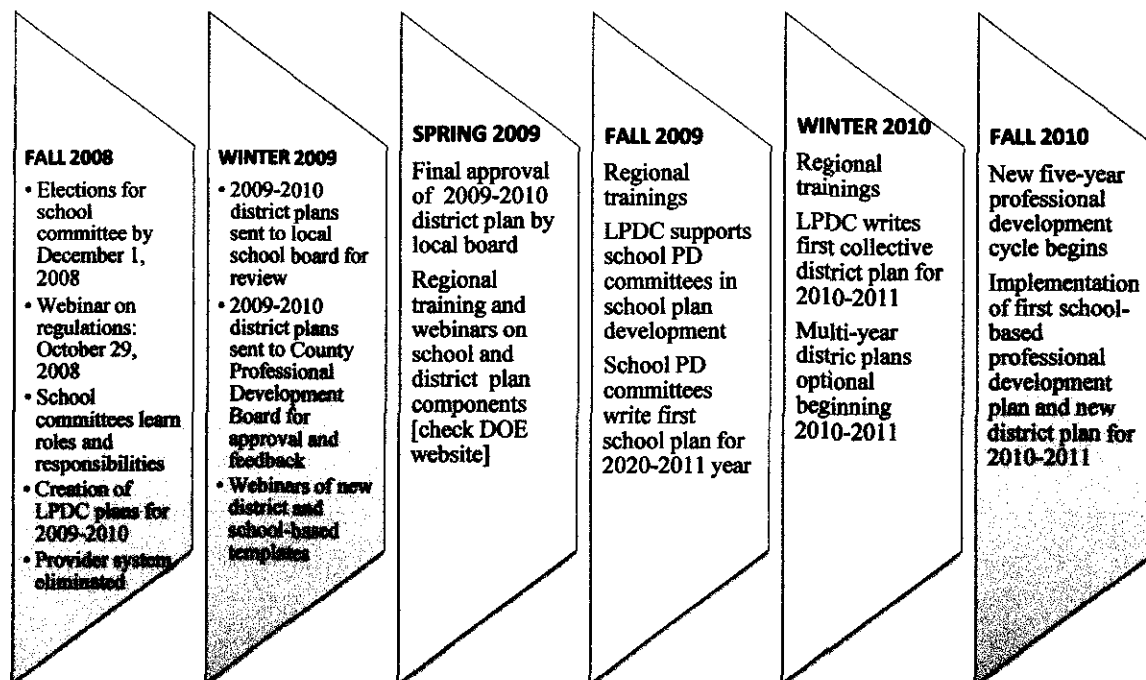 FALL 2008
• Elections for
school
committee by
December 1,
2008
• Webinar on
regulations:
October 29,
2008
• School
committees learn
roles and
responsibilities
• Creation of
LPDC plans for
2009-2010
• Provider system
eliminated
WINTER 2009
• 2009-2010
district plans
sent to local
school board for
review
• 2009-2010
district plans
sent to County
Professional
Development
Board for
approval and
feedback
• Webinars of new
district and
school-based
templates
SPRING 2009
Final approval
of 2009-2010
district plan by
local board
Regional
training and
webinars on
school and
district plan
components
[check DOE
website]
FALL 2009
Regional
trainings
LPDC supports
school PD
committees in
school plan
development
School PD
committees
write first
school plan for
2020-2011 year
WINTER 2010
Regional
trainings
LPDC writes
first collective
district plan for
2010-2011
Multi-year
distric plans
optional
beginning
2010-2011
FALL 2010
New five-year
professional
development
cycle begins
Implementation
of first school-
based
professional
development
plan and new
district plan for
2010-2011